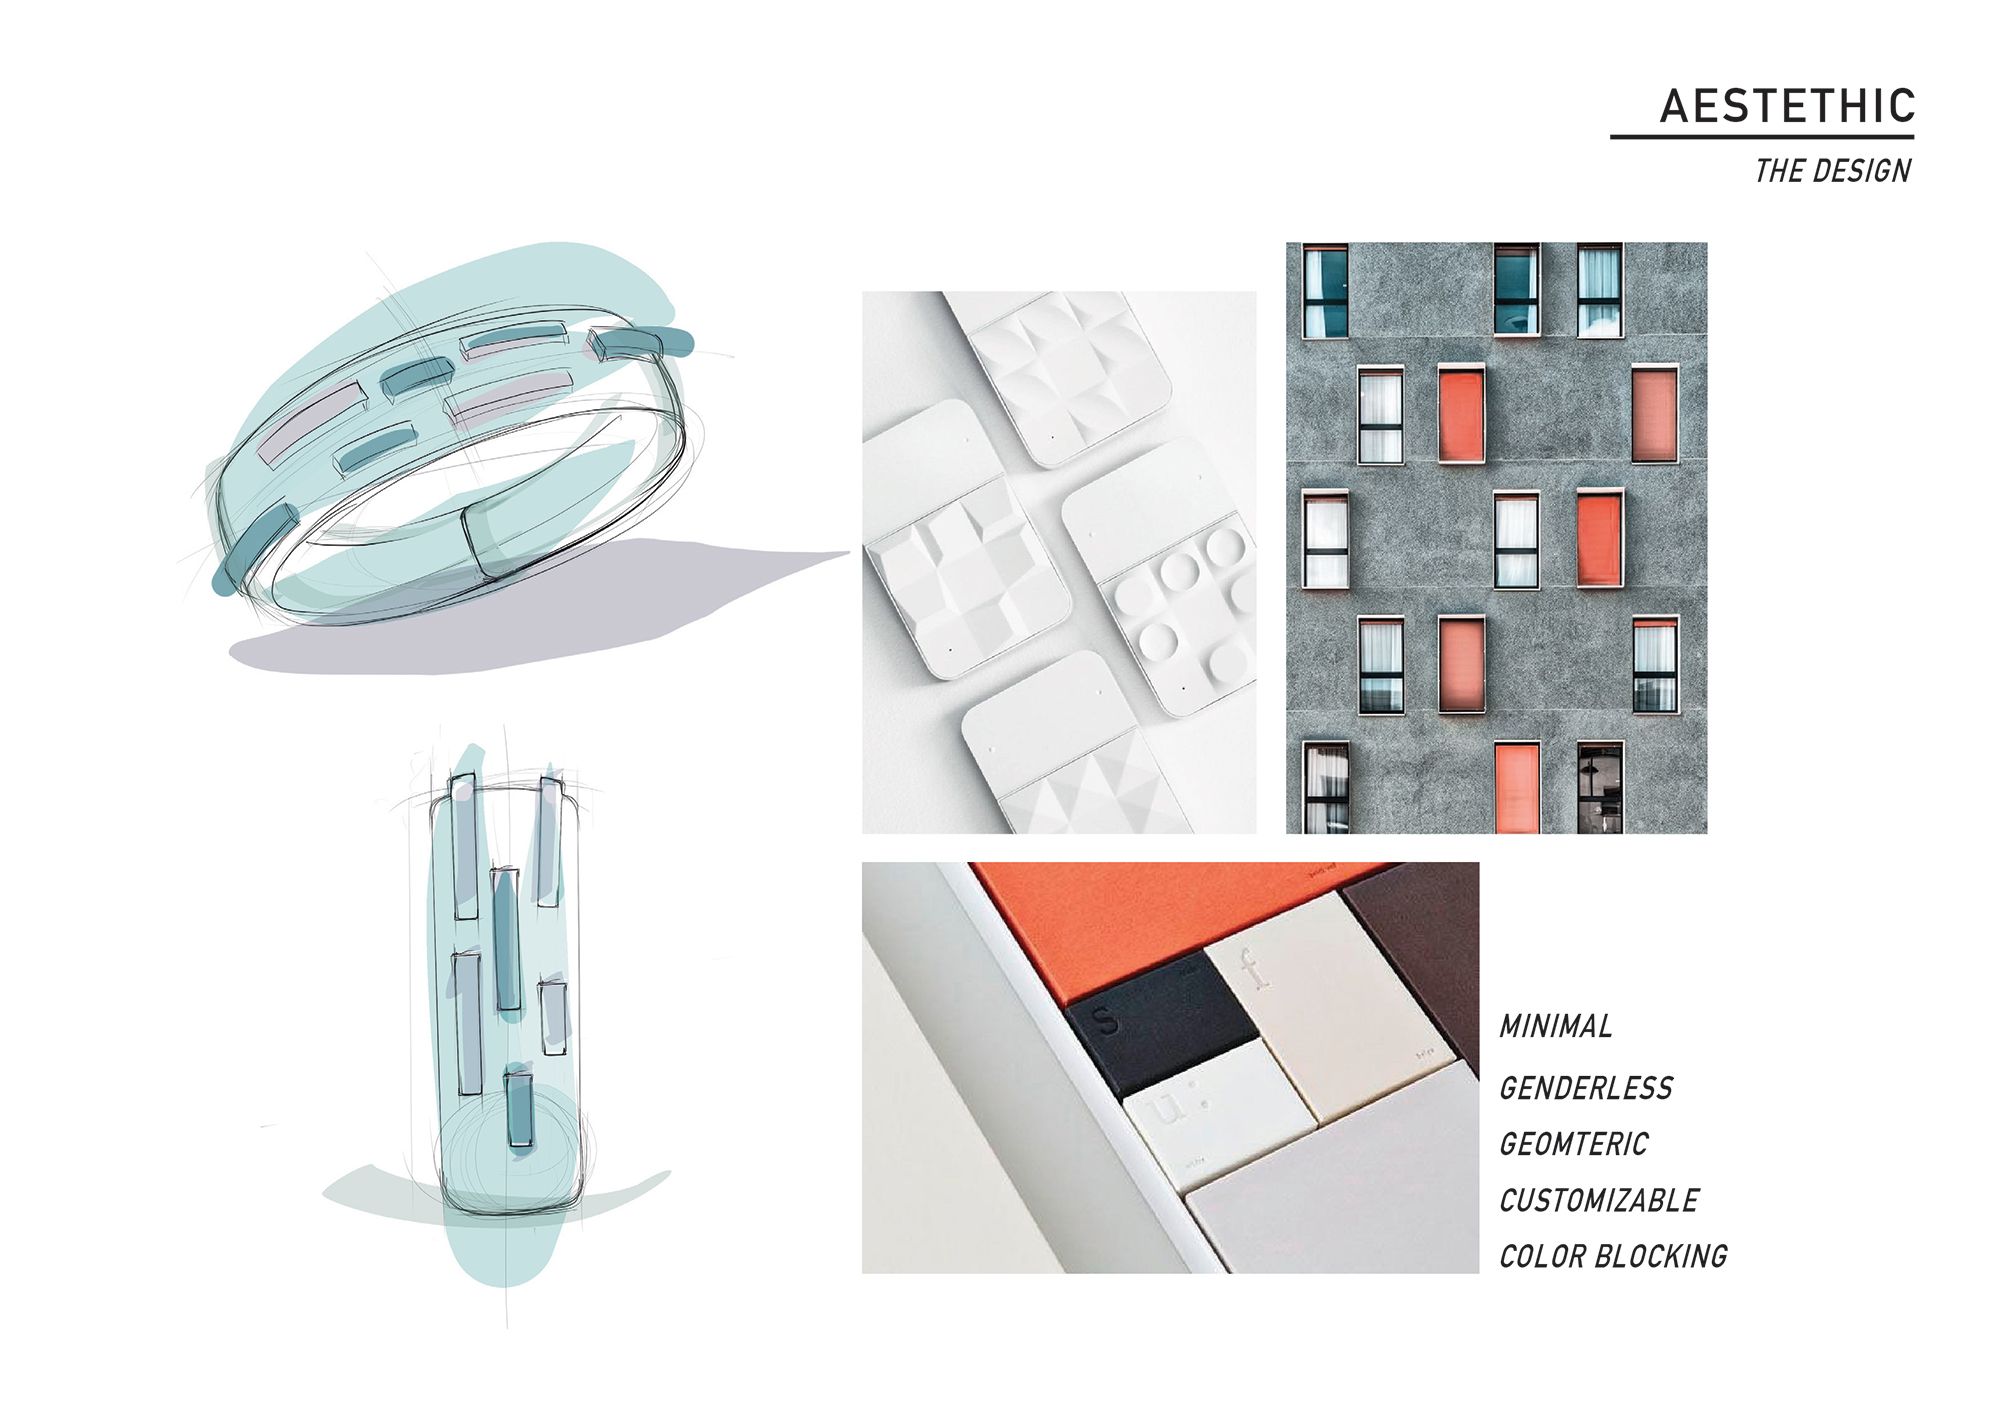 AESTETHIC
THE DESIGN
s
f
u:
MINIMAL
GENDERLESS
GEOMTERIC
CUSTOMIZABLE
COLOR BLOCKING